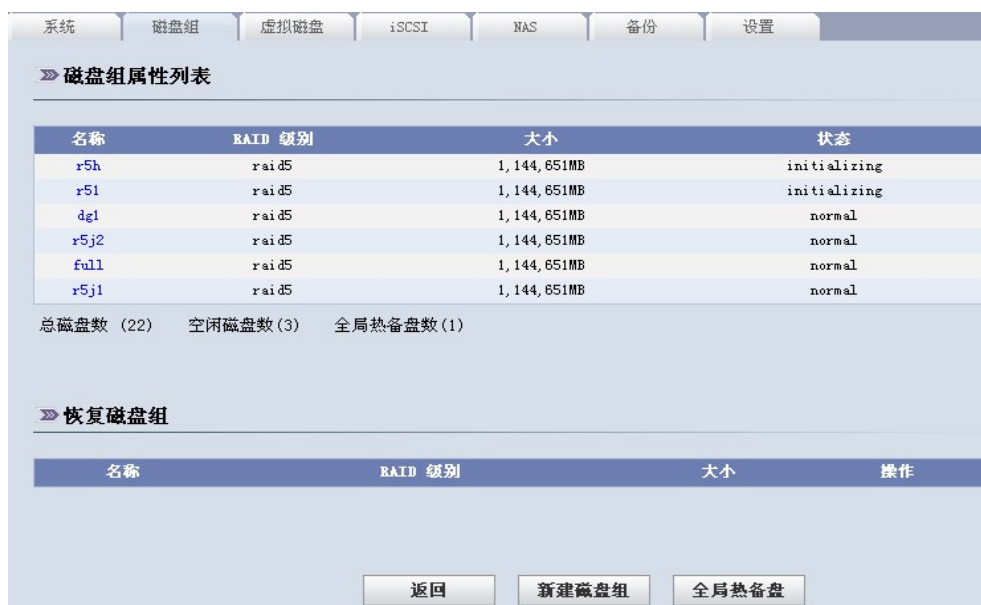 系统 磁盘组 虚拟磁盘 iSCSI NAS 备份 设置
磁盘组属性列表
名称 RAID 级别 大小 状态
r5h raid5 1,144,651MB initializing
r51 raid5 1,144,651MB initializing
dg1 raid5 1,144,651MB normal
r5j2 raid5 1,144,651MB normal
full raid5 1,144,651MB normal
r5j1 raid5 1,144,651MB normal
总磁盘数 (22) 空闲磁盘数(3) 全局热备盘数(1)
恢复磁盘组
名称 RAID 级别 大小 操作
返回 新建磁盘组 全局热备盘